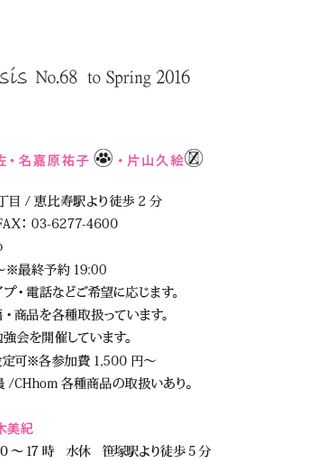 sis No.68 to Spring 2016
佐・名嘉原祐子 ・片山久絵Ⓩ
丁目 / 恵比寿駅より徒歩 2 分
FAX: 03-6277-4600
～※最終予約 19:00
イプ・電話などご希望に応じます。
・商品を各種取扱っています。
勉強会を開催しています。
設定可※各参加費 1,500 円～
/CHhom 各種商品の取扱いあり。
木美紀
0 ～ 17 時 水休 笹塚駅より徒歩 5 分